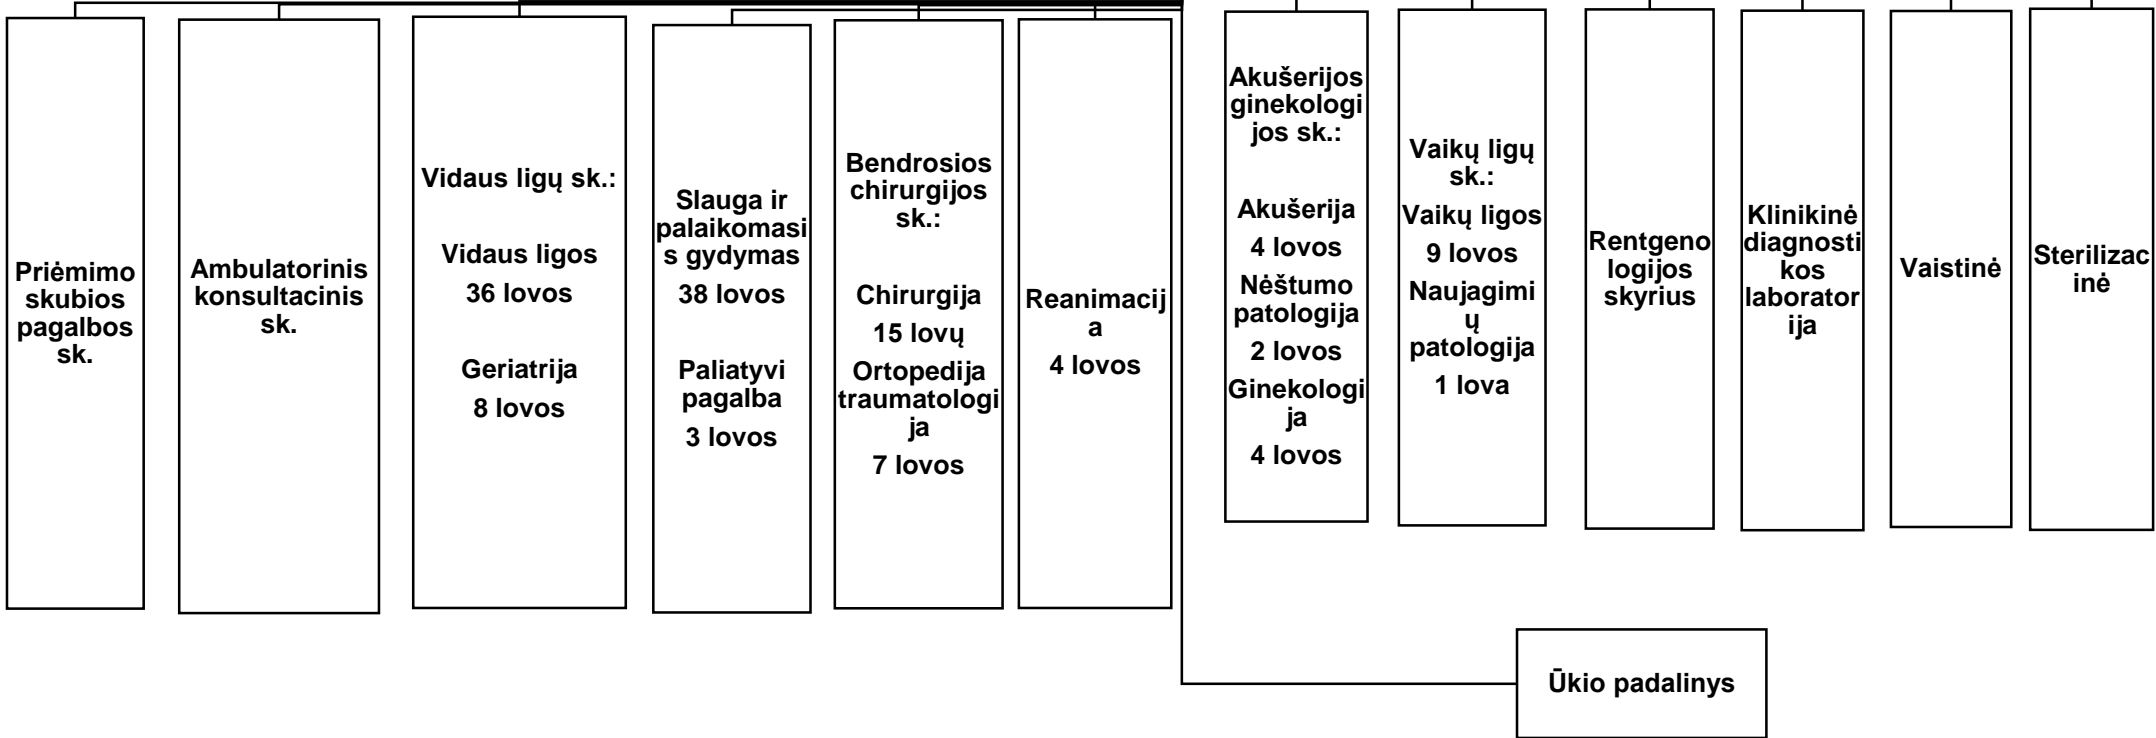 Priėmimo
skubios
pagalbos
sk.
Ambulatorinis
konsultacinis
sk.
Vidaus ligų sk.:
Vidaus ligos
36 lovos
Geriatrija
8 lovos
Slauga ir
palaikomasi
s gydymas
38 lovos
Paliatyvi
pagalba
3 lovos
Bendrosios
chirurgijos
sk.:
Chirurgija
15 lovų
Ortopedija
traumatologi
ja
7 lovos
Reanimacij
a
4 lovos
Akušerijos
ginekologi
jos sk.:
Akušerija
4 lovos
Nėštumo
patologija
2 lovos
Ginekologi
ja
4 lovos
Vaikų ligų
sk.:
Vaikų ligos
9 lovos
Naujagimi
ų
patologija
1 lova
Rentgeno
logijos
skyrius
Klinikinė
diagnosti
kos
laborator
ija
Vaistinė
Sterilizac
inė
Ūkio padalinys